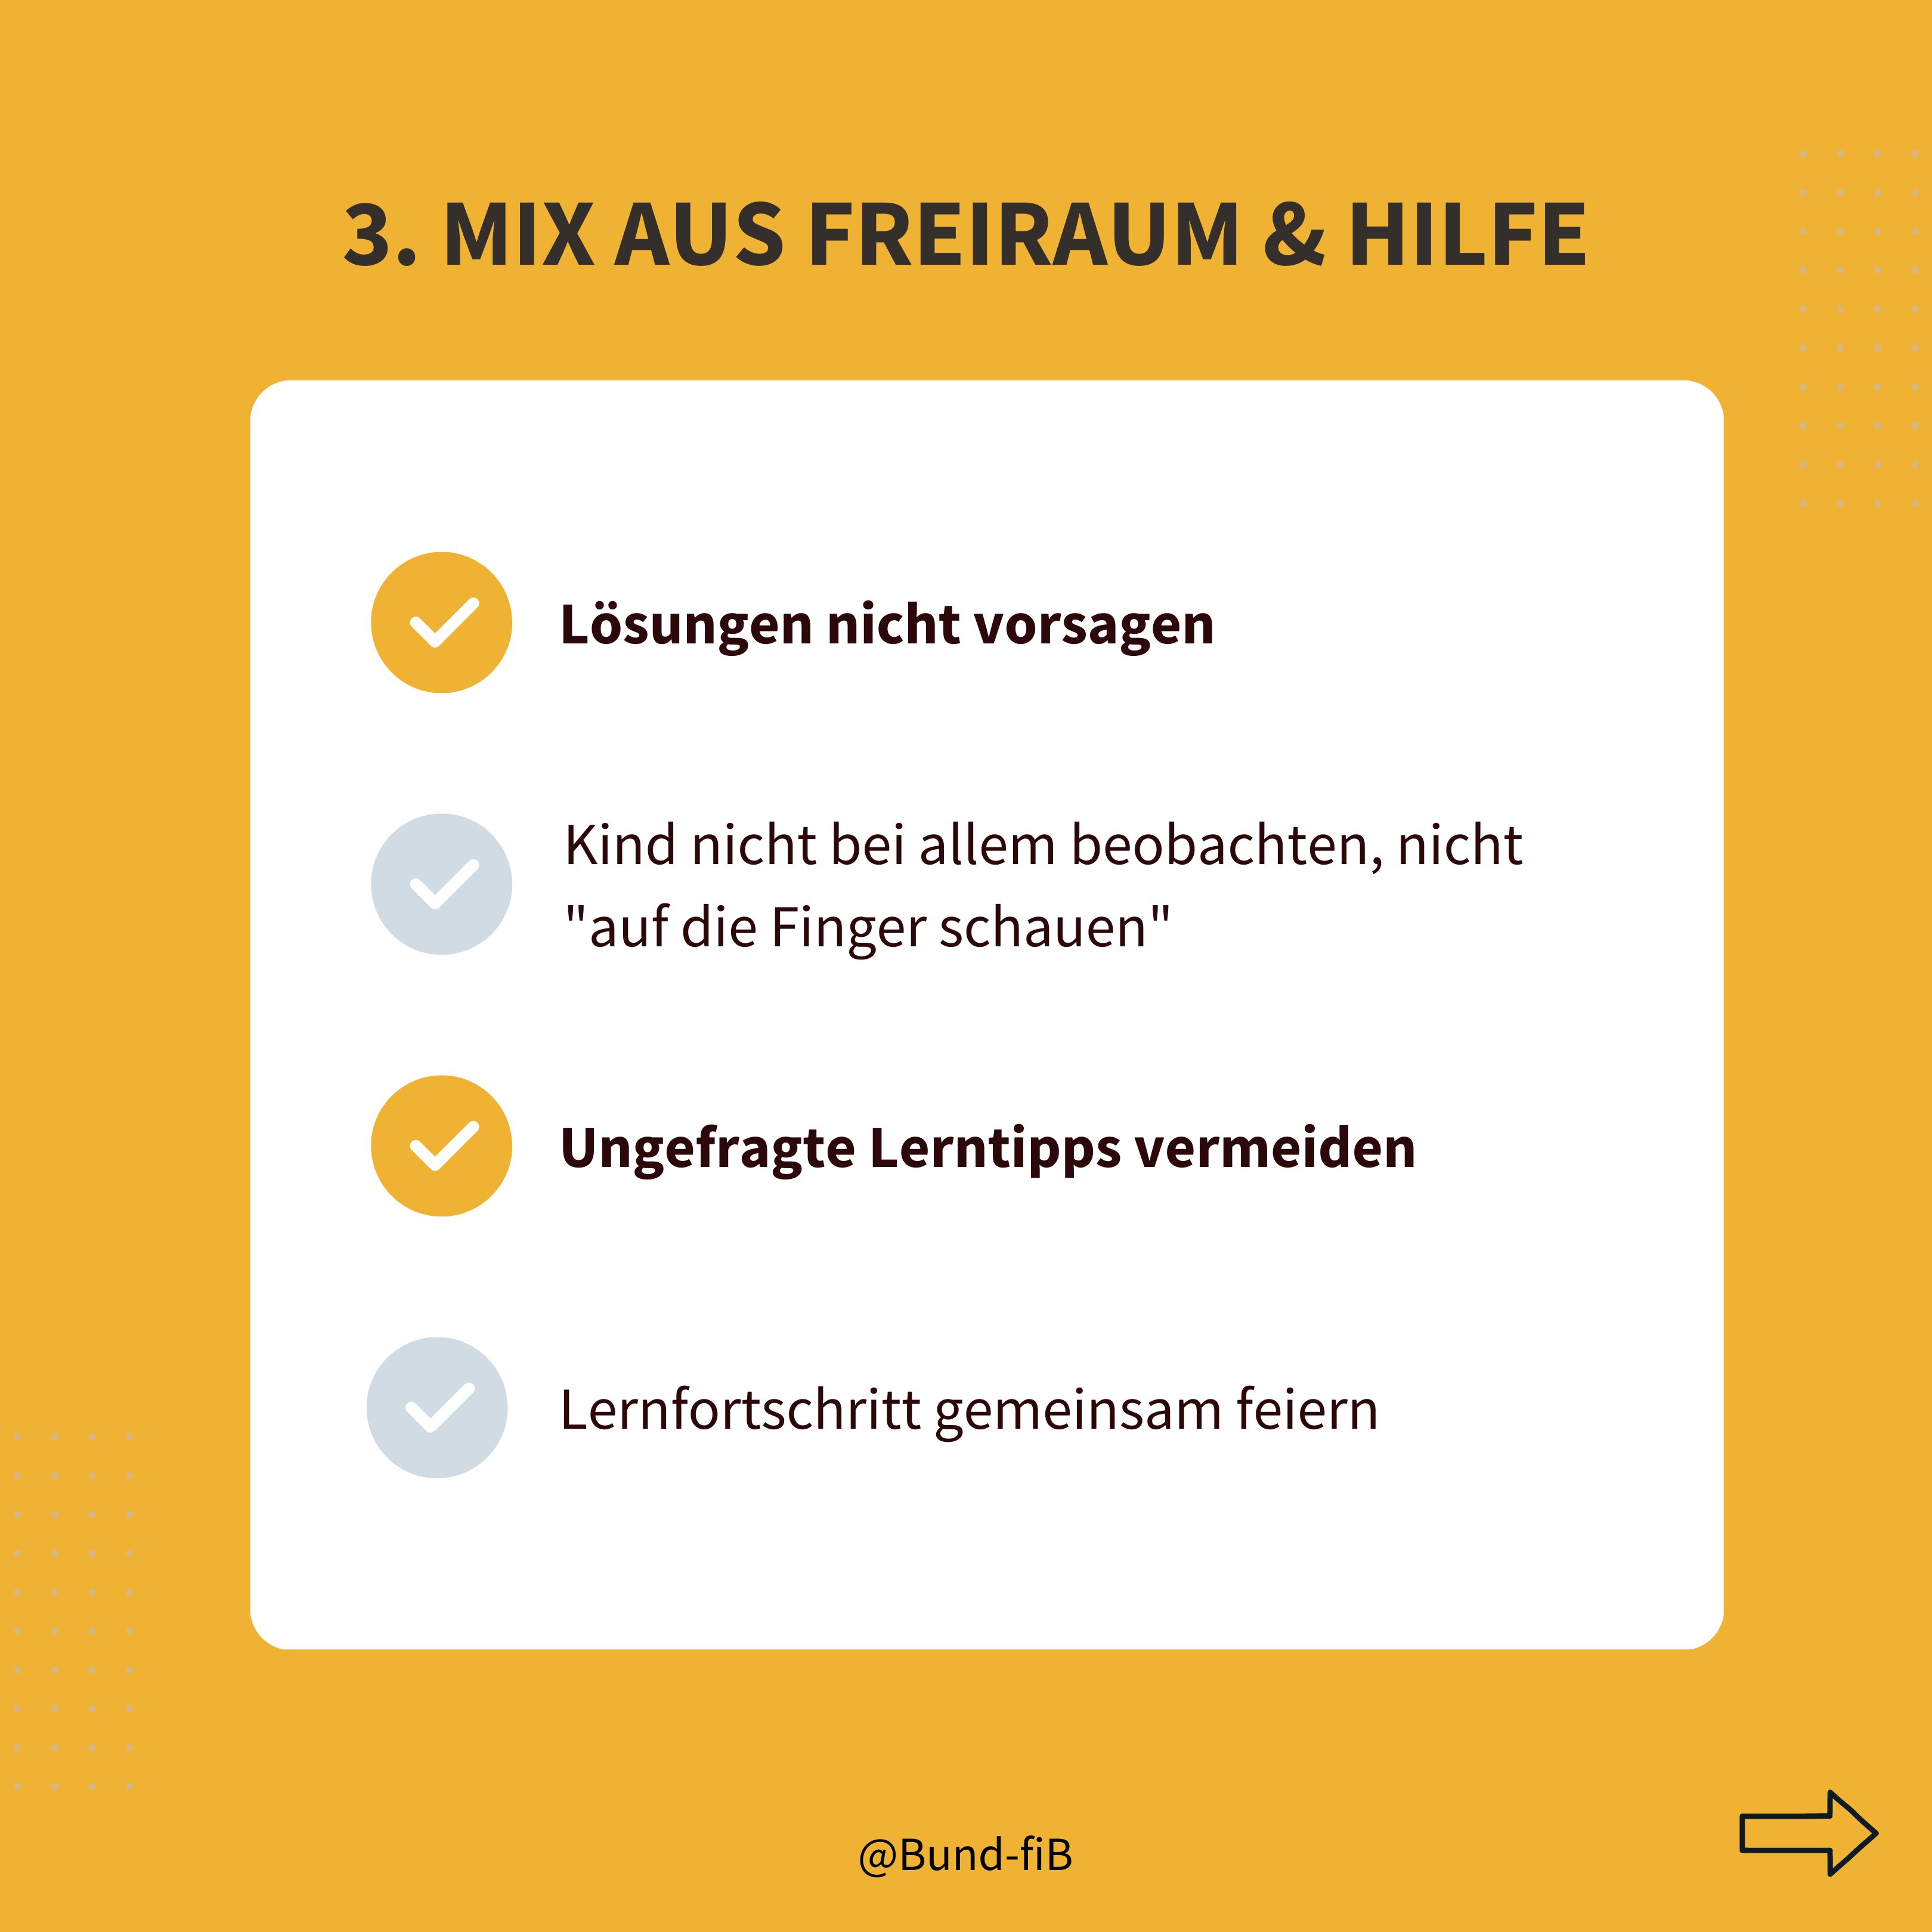 3. MIX AUS FREIRAUM & HILFE
Lösungen nicht vorsagen
Kind nicht bei allem beobachten, nicht
"auf die Finger schauen"
Ungefragte Lerntipps vermeiden
Lernfortschritt gemeinsam feiern
@Bund-fiB